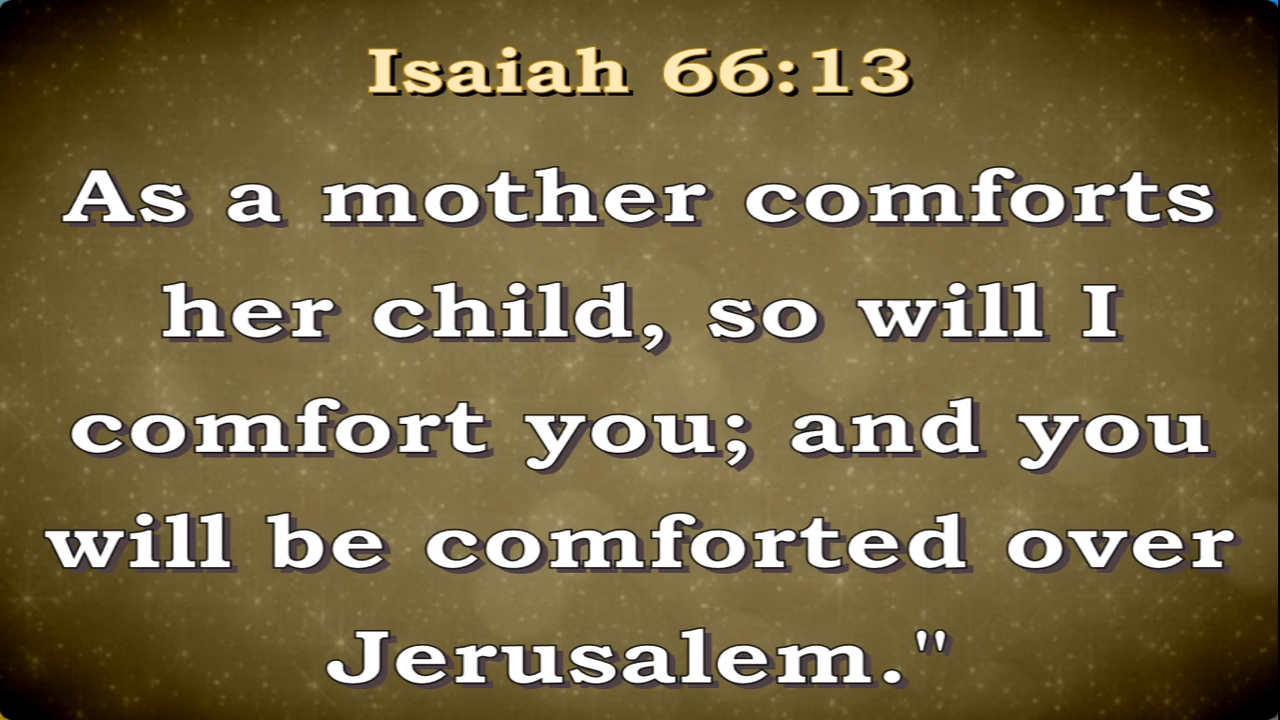 Isaiah 66:13
As a mother comforts
her child, so will I
comfort you; and you
will be comforted over
Jerusalem."